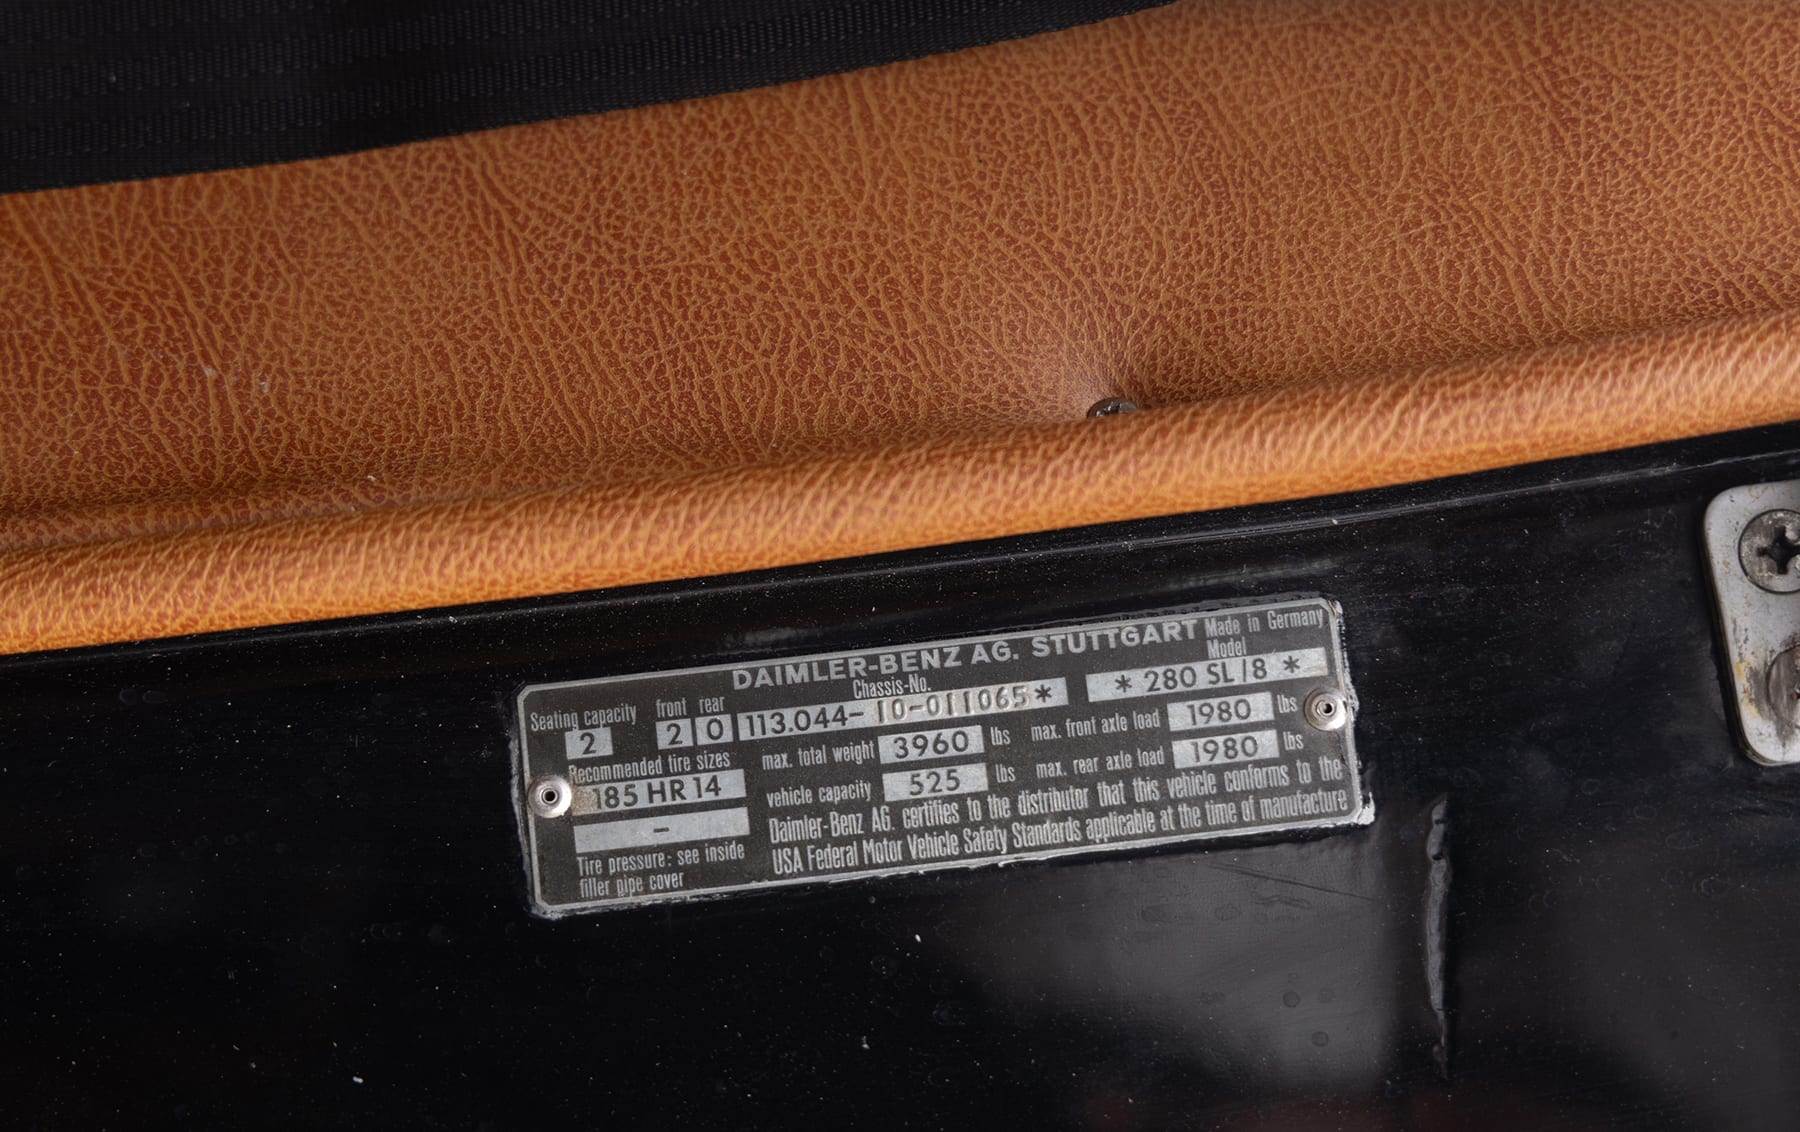 DAIMLER-BENZ AG. STUTTGART Made in Germany
Chassis-No. Model
Seating capacity front rear
2 2 0 113.044-10-011065* * 280 SL/8 *
Recommended tire sizes
185 HR 14
-
Tire pressure: see inside
filler pipe cover
max. total weight 3960 lbs max. front axle load 1980 lbs
vehicle capacity 525 lbs max. rear axle load 1980 lbs
Daimler-Benz AG. certifies to the distributor that this vehicle conforms to the
USA Federal Motor Vehicle Safety Standards applicable at the time of manufacture